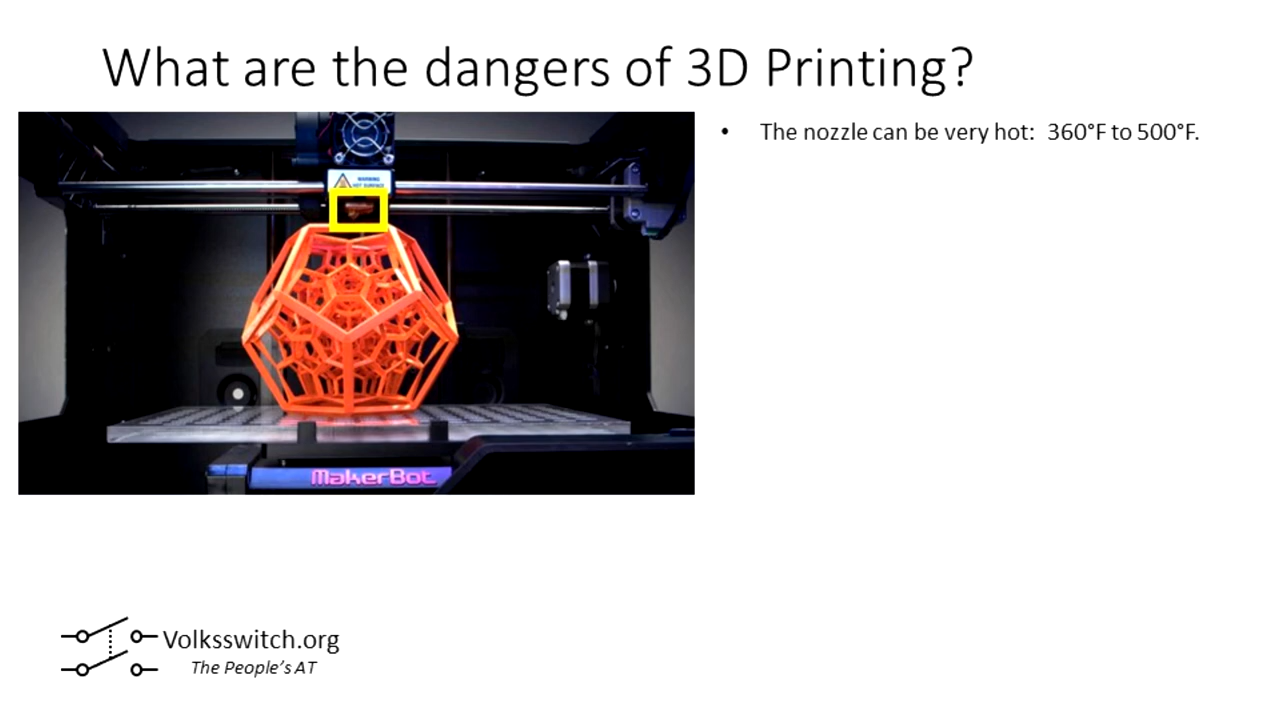 What are the dangers of 3D Printing?
• The nozzle can be very hot: 360°F to 500°F.
WARNING
HOT SURFACE
MakerBot
Volksswitch.org
The People's AT